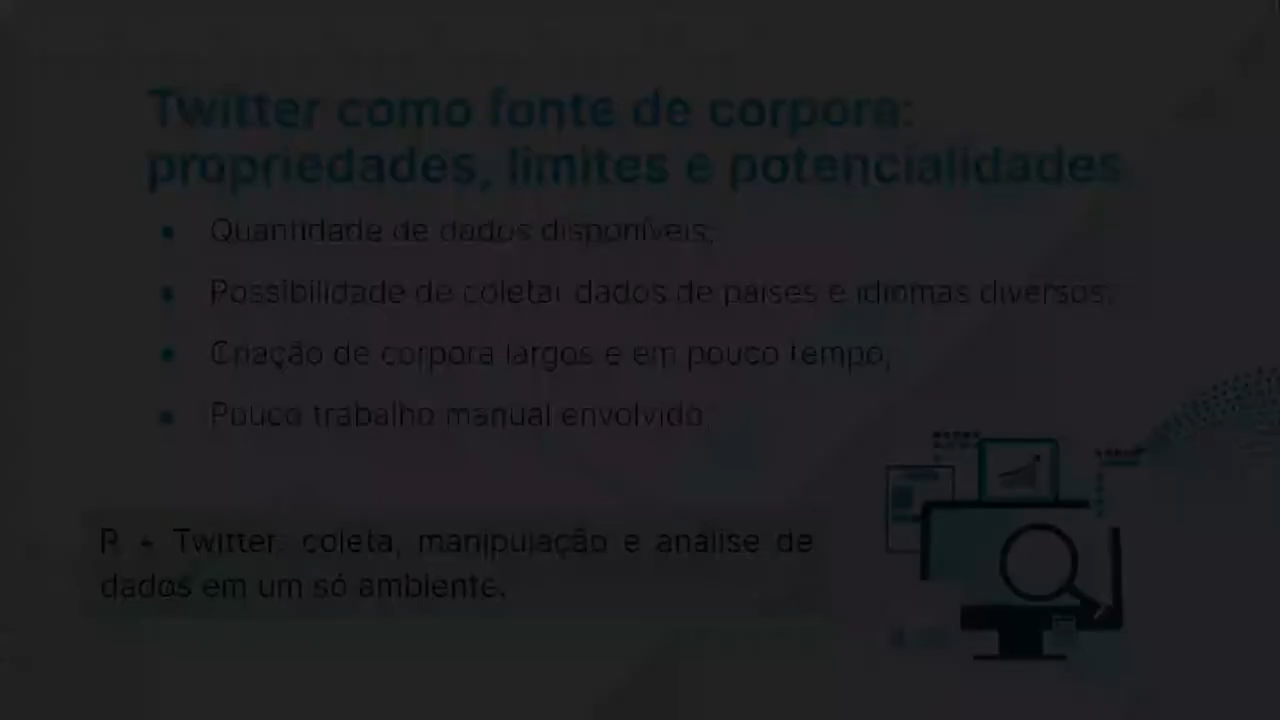 Twitter como fonte de corpora:
propriedades, limites e potencialidades
Quantidade de dados disponíveis;
Possibilidade de coletar dados de países e idiomas diversos;
Criação de corpora largos e em pouco tempo;
Pouco trabalho manual envolvido;
R + Twitter: coleta, manipulação e análise de
dados em um só ambiente.